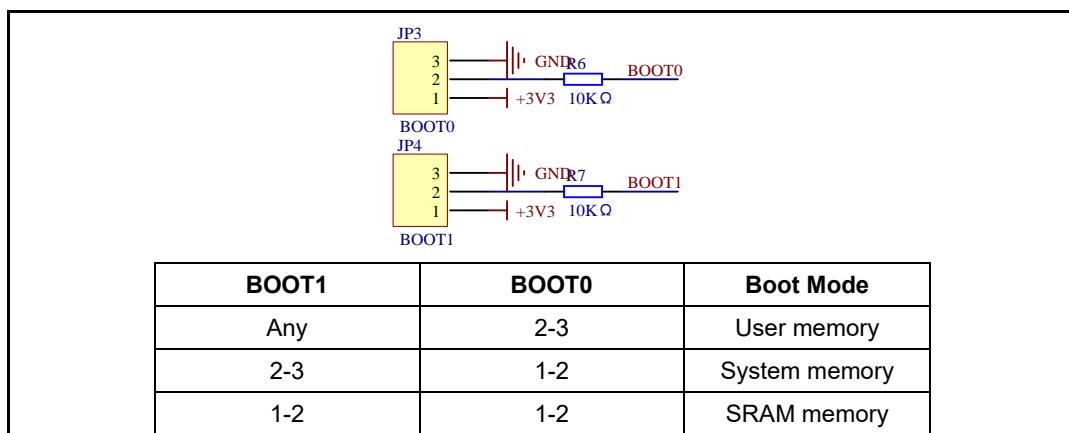 JP3
3 GND R6 BOOT0
2
1 +3V3 10KΩ
BOOT0
JP4
3 GND R7 BOOT1
2
1 +3V3 10KΩ
BOOT1
BOOT1 BOOT0 Boot Mode
Any 2-3 User memory
2-3 1-2 System memory
1-2 1-2 SRAM memory